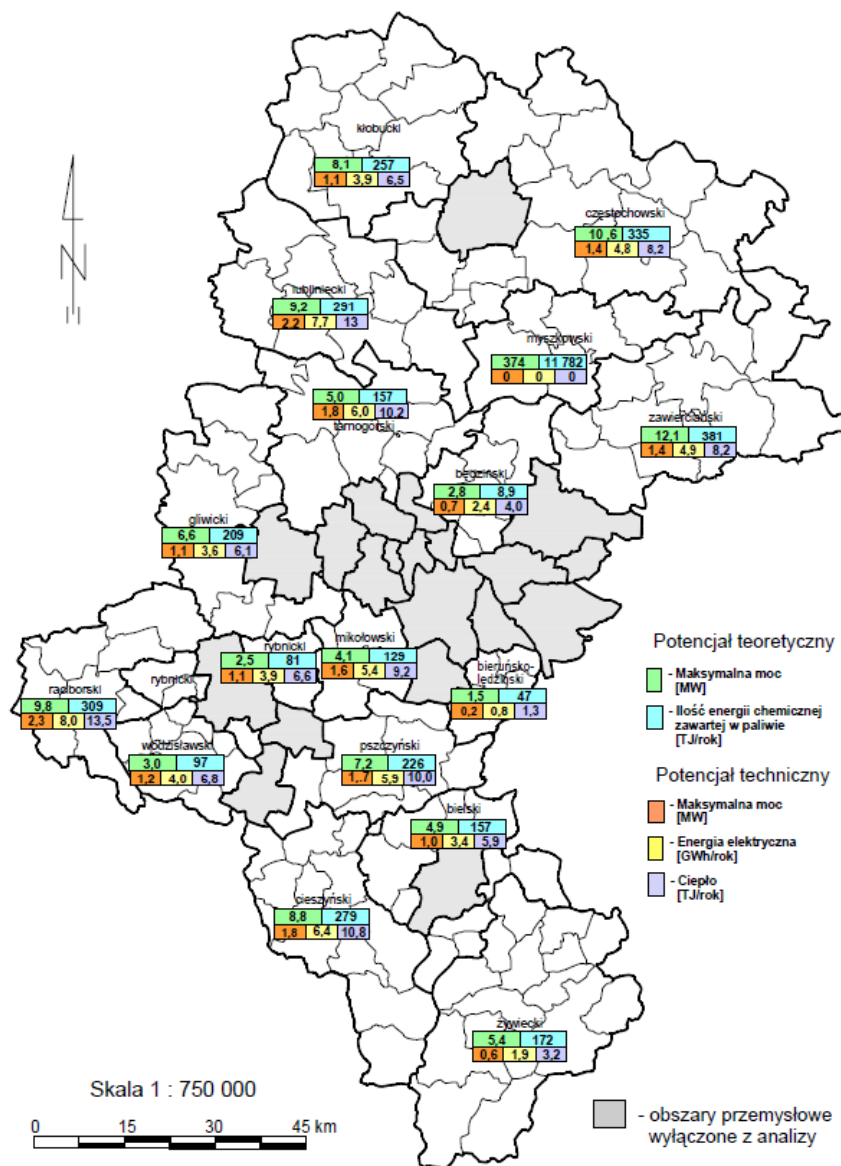 kłobucki
8,1 257
1,1 3,9 6,5
częstochowski
10 ,6 335
1,4 4,8 8,2
lubliniecki
9,2 291
2,2 7,7 13
myszkowski
374 11 782
0 0 0
5,0 157
1,8 6,0 10,2
tarnogórski
zawierciański
12,1 381
1,4 4,9 8,2
będziński
2,8 8,9
0,7 2,4 4,0
gliwicki
6,6 209
1,1 3,6 6,1
rybnicki
2,5 81
1,1 3,9 6,6
mikołowski
4,1 129
1,6 5,4 9,2
bieruńsko-
lędziński
1,5 47
0,2 0,8 1,3
rybnicki
raciborski
9,8 309
2,3 8,0 13,5
wodzisławski
3,0 97
1,2 4,0 6,8
pszczyński
7,2 226
1,.7 5,9 10,0
bielski
4,9 157
1,0 3,4 5,9
cieszyński
8,8 279
1,8 6,4 10,8
żywiecki
5,4 172
0,6 1,9 3,2
N
Potencjał teoretyczny
- Maksymalna moc
[MW]
- Ilość energii chemicznej
zawartej w paliwie
[TJ/rok]
Potencjał techniczny
- Maksymalna moc
[MW]
- Energia elektryczna
[GWh/rok]
- Ciepło
[TJ/rok]
Skala 1 : 750 000
0 15 30 45 km
- obszary przemysłowe
wyłączone z analizy